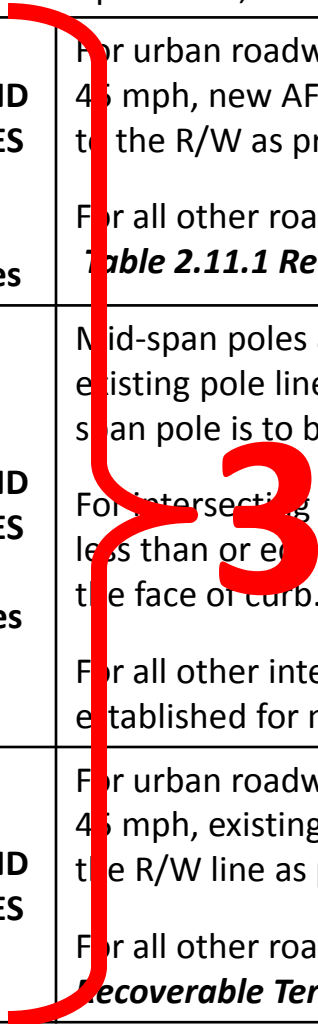 For urban roadw
ND 45 mph, new AF
ES to the R/W as pr
For all other roa
es Table 2.11.1 Re
Mid-span poles
existing pole line
span pole is to b
ND For intersecting
ES less than or eq
es the face of curb.
For all other inte
established for n
For urban roadw
45 mph, existing
ND the R/W line as p
ES
For all other roa
Recoverable Ter
3